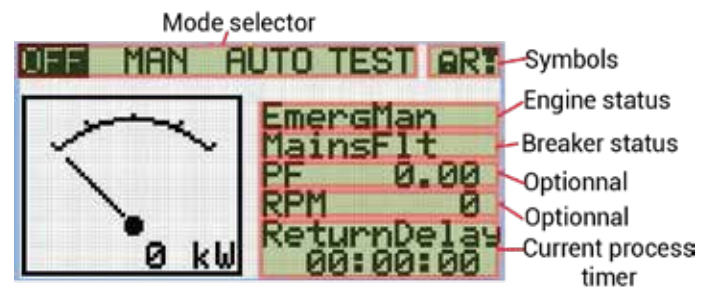 Mode selector
OFF MAN AUTO TEST R! Symbols
EmergMan Engine status
MainsFlt Breaker status
PF 0.00 Optionnal
RPM 0 Optionnal
ReturnDelay Current process
0 kW 00:00:00 timer